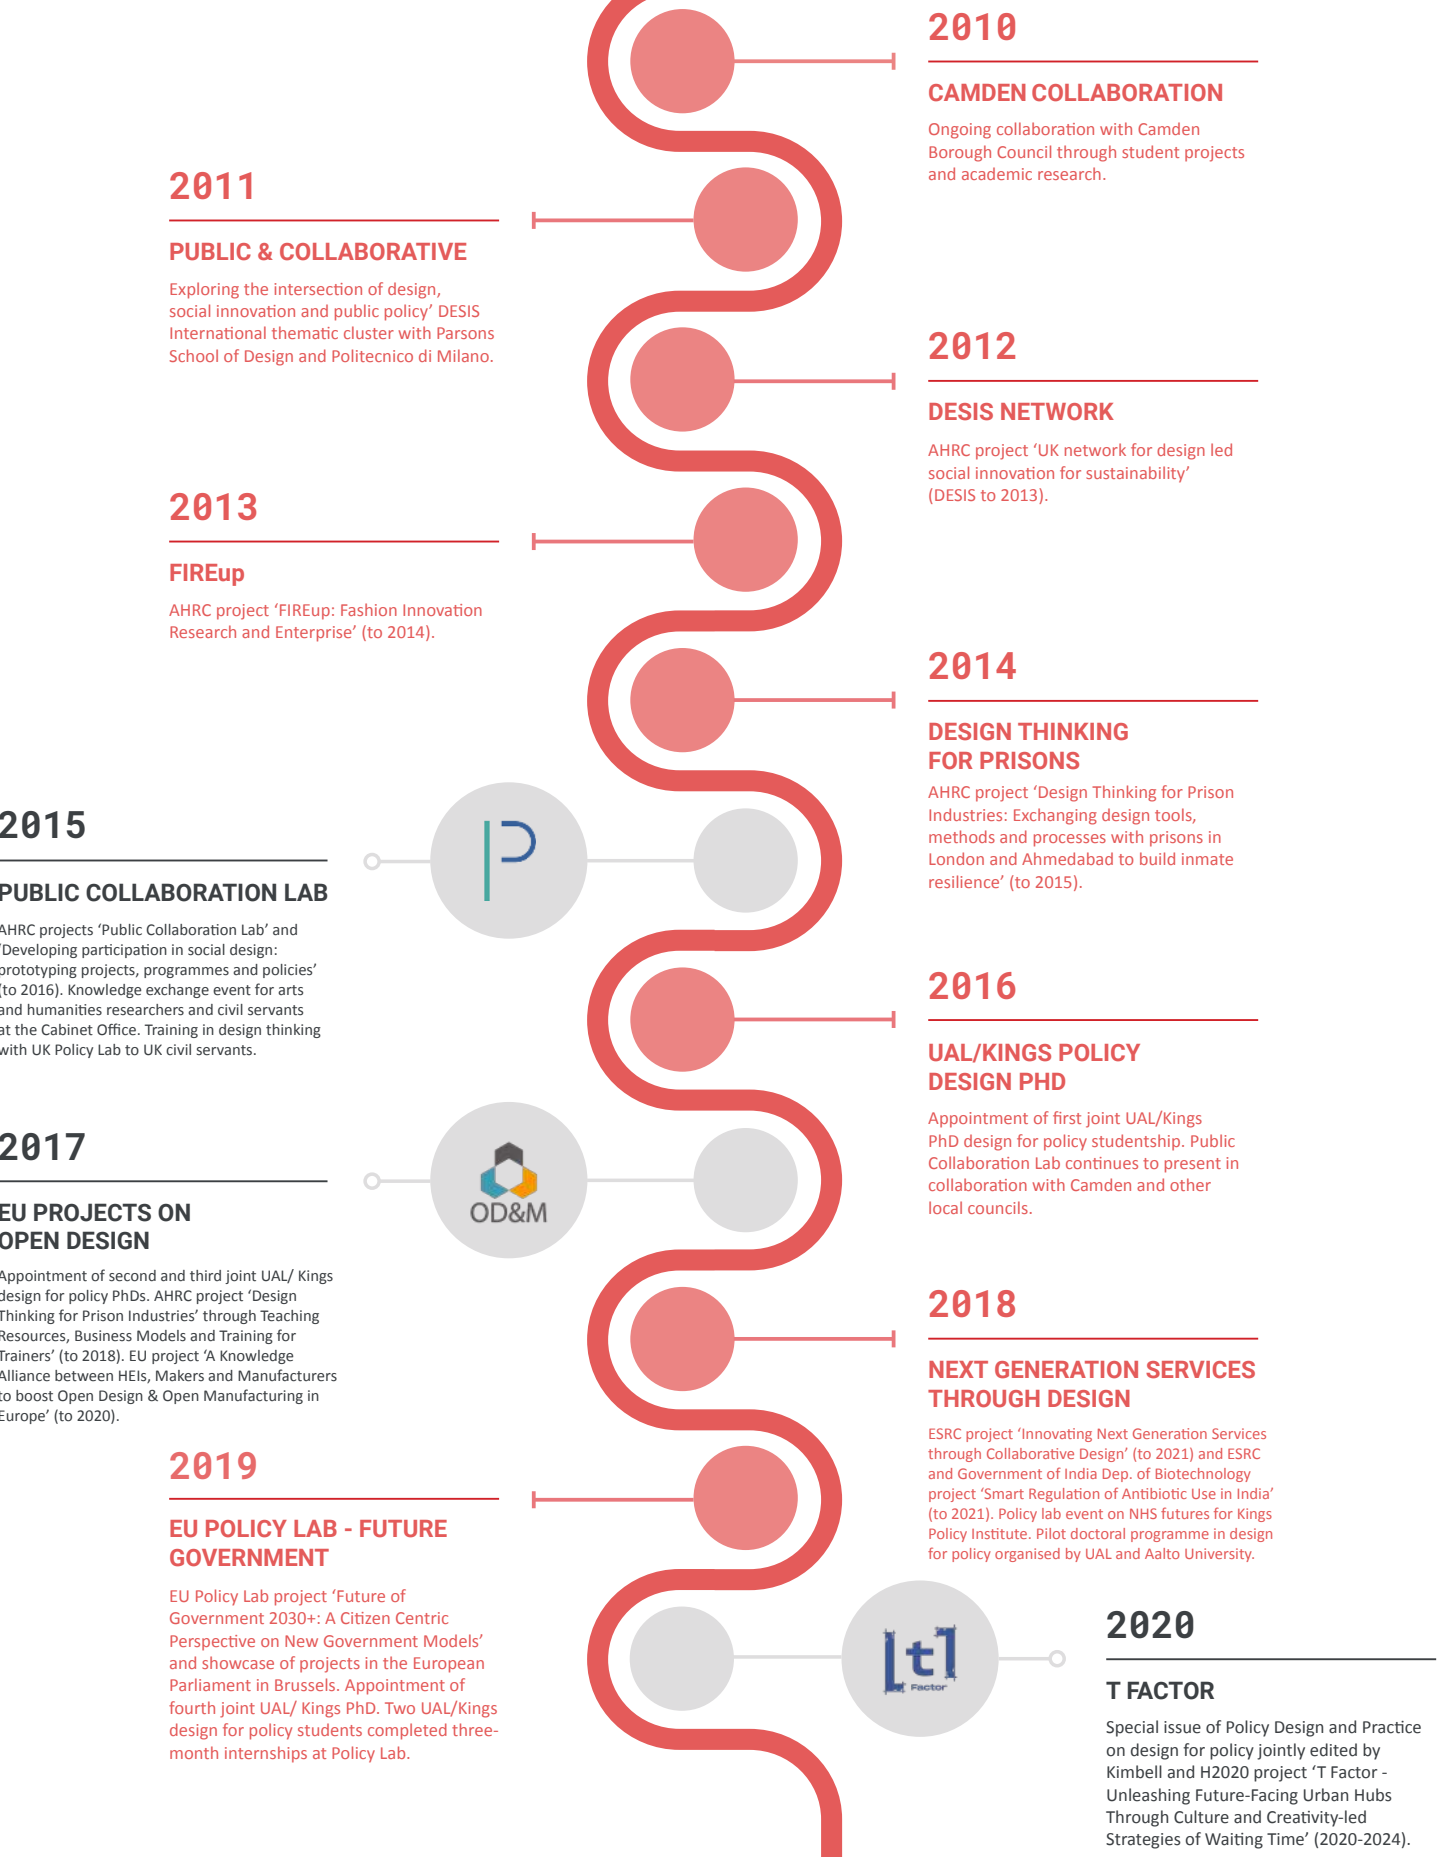 2010
CAMDEN COLLABORATION
Ongoing collaboration with Camden
Borough Council through student projects
and academic research.
2011
PUBLIC & COLLABORATIVE
Exploring the intersection of design,
social innovation and public policy’ DESIS
International thematic cluster with Parsons
School of Design and Politecnico di Milano.
2012
DESIS NETWORK
AHRC project ‘UK network for design led
social innovation for sustainability’
(DESIS to 2013).
2013
FIREup
AHRC project ‘FIREup: Fashion Innovation
Research and Enterprise’ (to 2014).
2014
DESIGN THINKING
FOR PRISONS
AHRC project ‘Design Thinking for Prison
Industries: Exchanging design tools,
methods and processes with prisons in
London and Ahmedabad to build inmate
resilience’ (to 2015).
2015
PUBLIC COLLABORATION LAB
AHRC projects ‘Public Collaboration Lab’ and
‘Developing participation in social design:
prototyping projects, programmes and policies’
(to 2016). Knowledge exchange event for arts
and humanities researchers and civil servants
at the Cabinet Office. Training in design thinking
with UK Policy Lab to UK civil servants.
P
2016
UAL/KINGS POLICY
DESIGN PHD
Appointment of first joint UAL/Kings
PhD design for policy studentship. Public
Collaboration Lab continues to present in
collaboration with Camden and other
local councils.
2017
EU PROJECTS ON
OPEN DESIGN
Appointment of second and third joint UAL/ Kings
design for policy PhDs. AHRC project ‘Design
Thinking for Prison Industries’ through Teaching
Resources, Business Models and Training for
Trainers’ (to 2018). EU project ‘A Knowledge
Alliance between HEIs, Makers and Manufacturers
to boost Open Design & Open Manufacturing in
Europe’ (to 2020).
OD&M
2018
NEXT GENERATION SERVICES
THROUGH DESIGN
ESRC project ‘Innovating Next Generation Services
through Collaborative Design’ (to 2021) and ESRC
and Government of India Dep. of Biotechnology
project ‘Smart Regulation of Antibiotic Use in India’
(to 2021). Policy lab event on NHS futures for Kings
Policy Institute. Pilot doctoral programme in design
for policy organised by UAL and Aalto University.
2019
EU POLICY LAB - FUTURE
GOVERNMENT
EU Policy Lab project ‘Future of
Government 2030+: A Citizen Centric
Perspective on New Government Models’
and showcase of projects in the European
Parliament in Brussels. Appointment of
fourth joint UAL/ Kings PhD. Two UAL/Kings
design for policy students completed three-
month internships at Policy Lab.
[t]
Factor
2020
T FACTOR
Special issue of Policy Design and Practice
on design for policy jointly edited by
Kimbell and H2020 project ‘T Factor -
Unleashing Future-Facing Urban Hubs
Through Culture and Creativity-led
Strategies of Waiting Time’ (2020-2024).